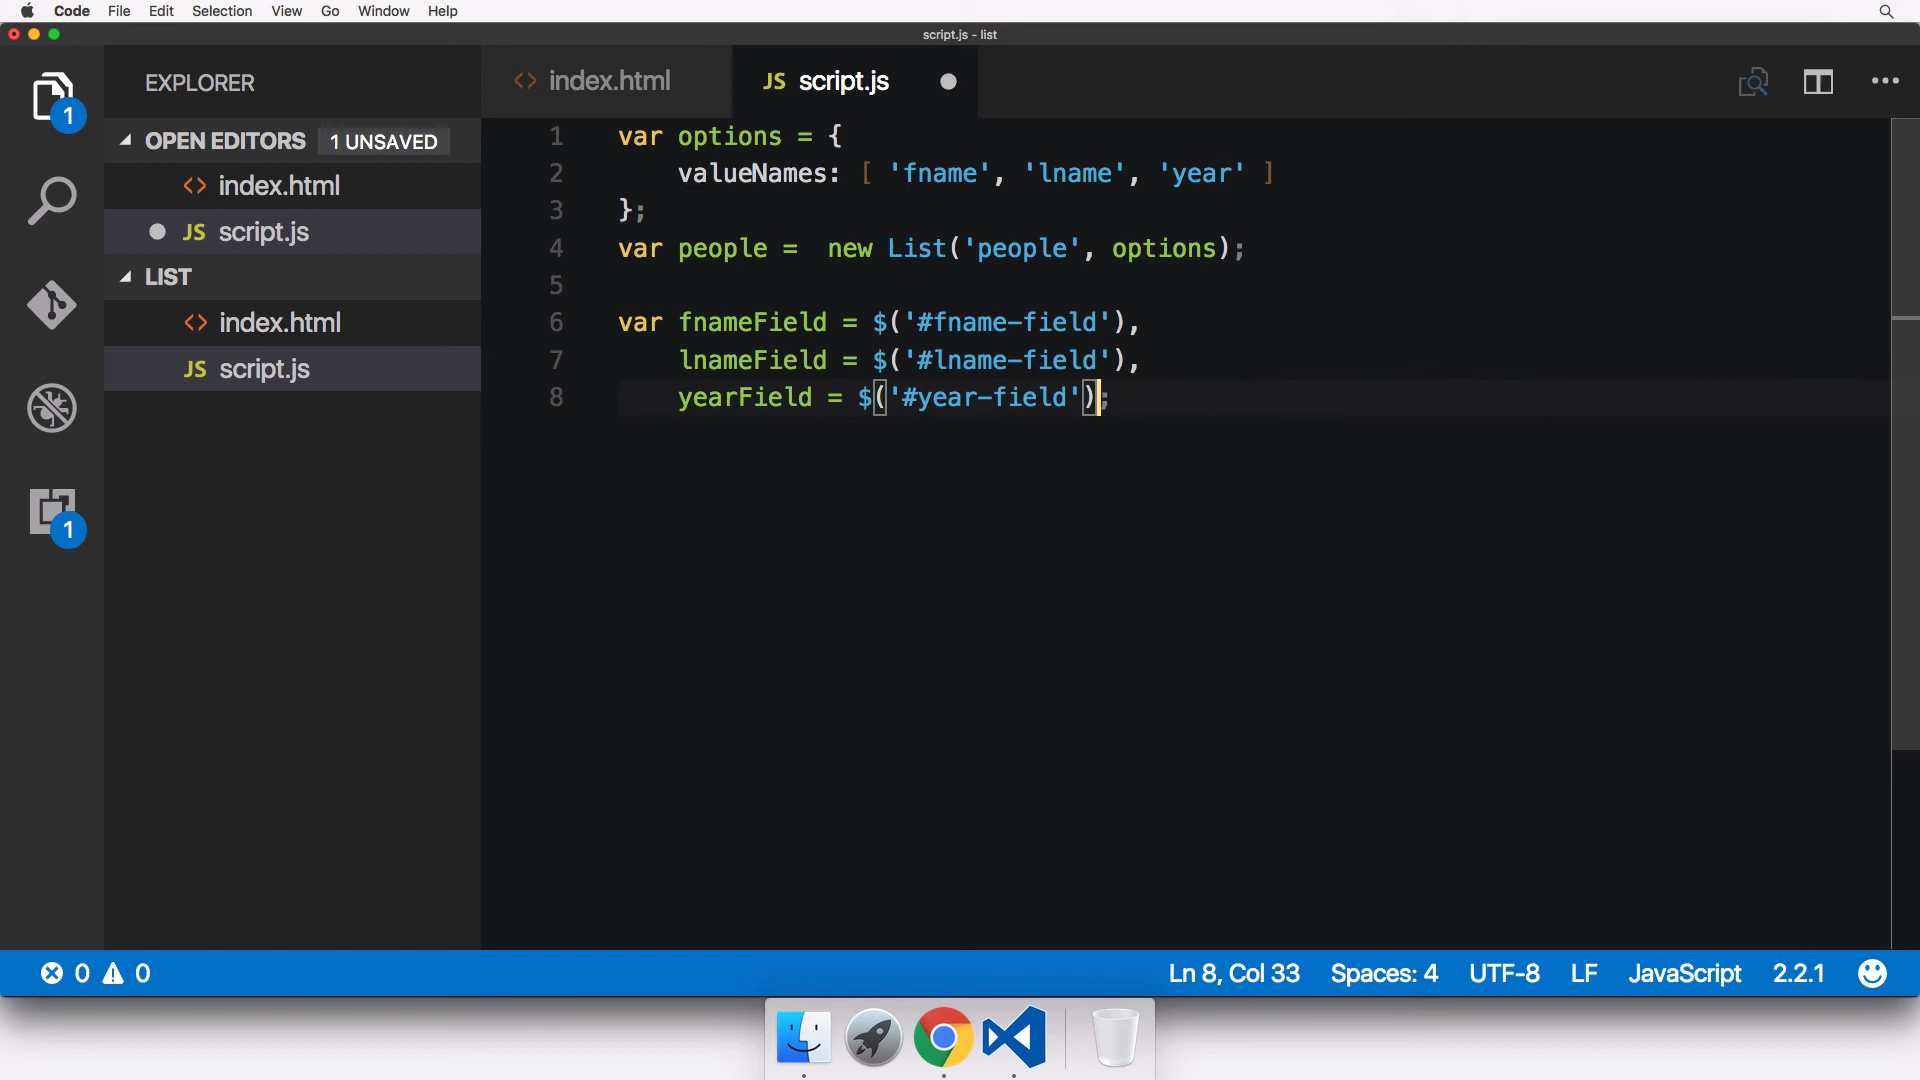 Code File Edit Selection View Go Window Help
script.js - list
EXPLORER
OPEN EDITORS 1 UNSAVED
<> index.html
JS script.js
LIST
<> index.html
JS script.js
1
1
<> index.html JS script.js
1 var options = {
2     valueNames: [ 'fname', 'lname', 'year' ]
3 };
4 var people =  new List('people', options);
5
6 var fnameField = $('#fname-field'),
7     lnameField = $('#lname-field'),
8     yearField = $('#year-field');
0 0 Ln 8, Col 33 Spaces: 4 UTF-8 LF JavaScript 2.2.1